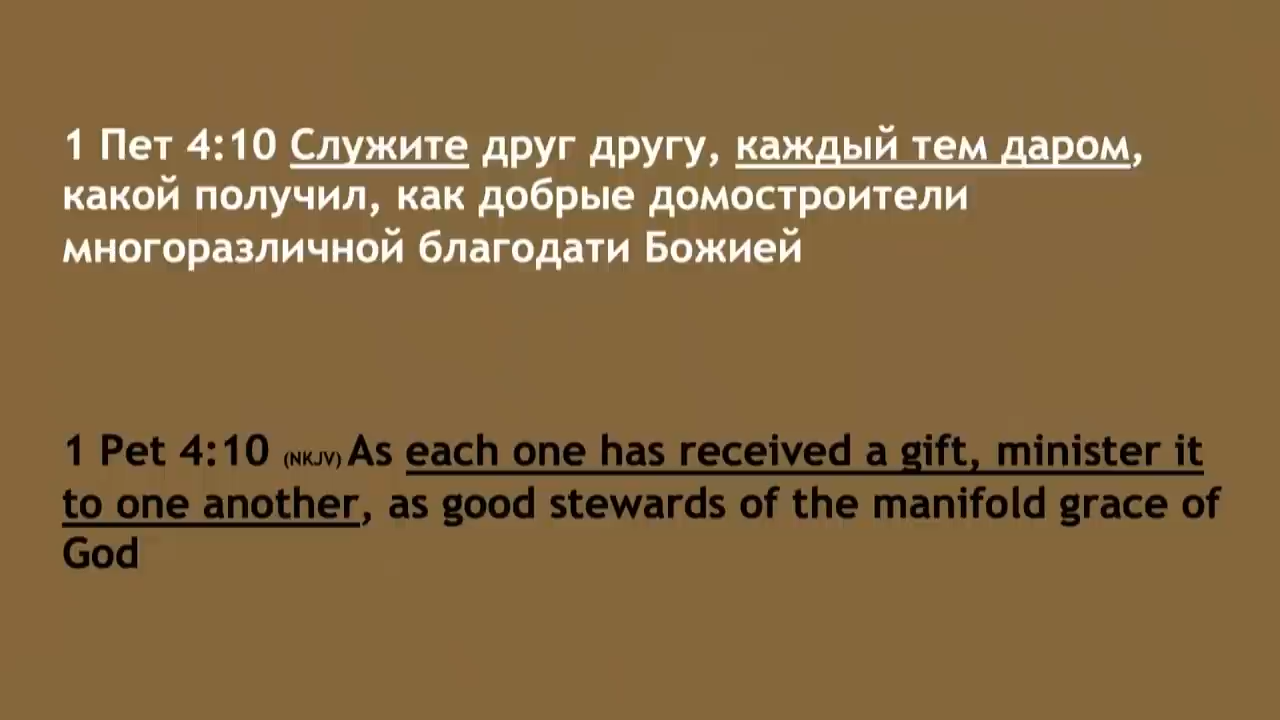 1 Пет 4:10 Служите друг другу, каждый тем даром,
какой получил, как добрые домостроители
многоразличной благодати Божией
1 Pet 4:10 (NKJV) As each one has received a gift, minister it
to one another, as good stewards of the manifold grace of
God